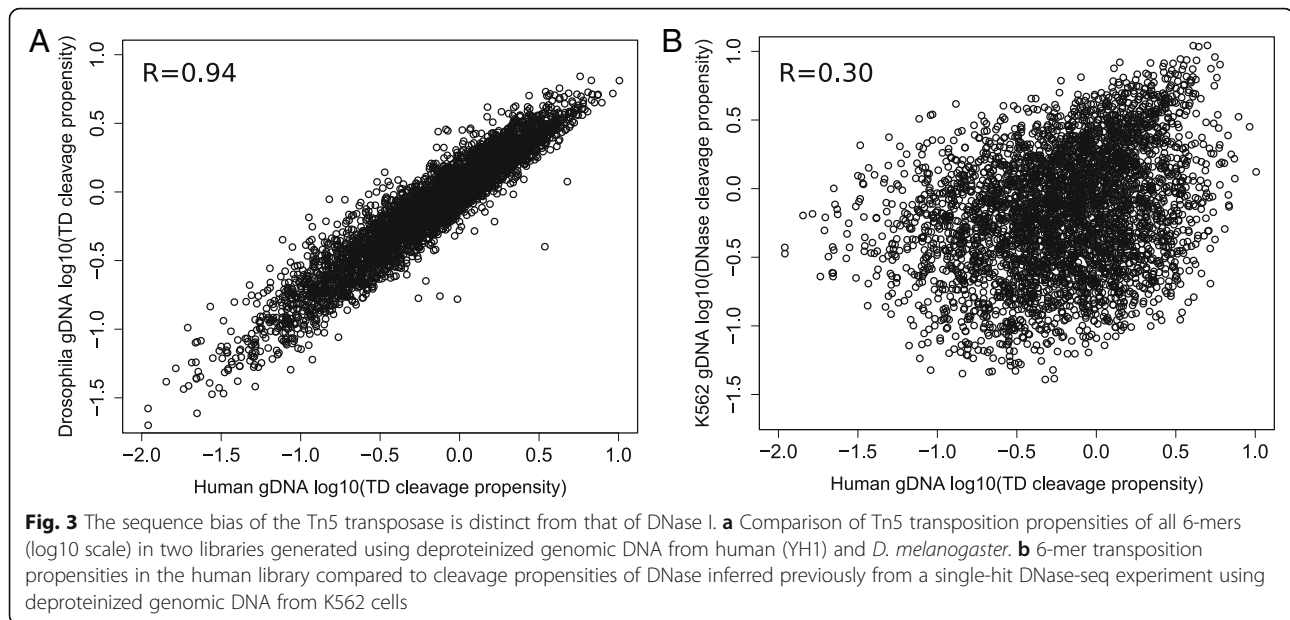 A
R=0.94
Drosophila gDNA log10(TD cleavage propensity)
1.0
0.5
0.0
−0.5
−1.0
−1.5
−2.0 −1.5 −1.0 −0.5 0.0 0.5 1.0
Human gDNA log10(TD cleavage propensity)
B
R=0.30
K562 gDNA log10(DNase cleavage propensity)
1.0
0.5
0.0
−0.5
−1.0
−1.5
−2.0 −1.5 −1.0 −0.5 0.0 0.5 1.0
Human gDNA log10(TD cleavage propensity)
Fig. 3 The sequence bias of the Tn5 transposase is distinct from that of DNase I. a Comparison of Tn5 transposition propensities of all 6-mers
(log10 scale) in two libraries generated using deproteinized genomic DNA from human (YH1) and D. melanogaster. b 6-mer transposition
propensities in the human library compared to cleavage propensities of DNase inferred previously from a single-hit DNase-seq experiment using
deproteinized genomic DNA from K562 cells